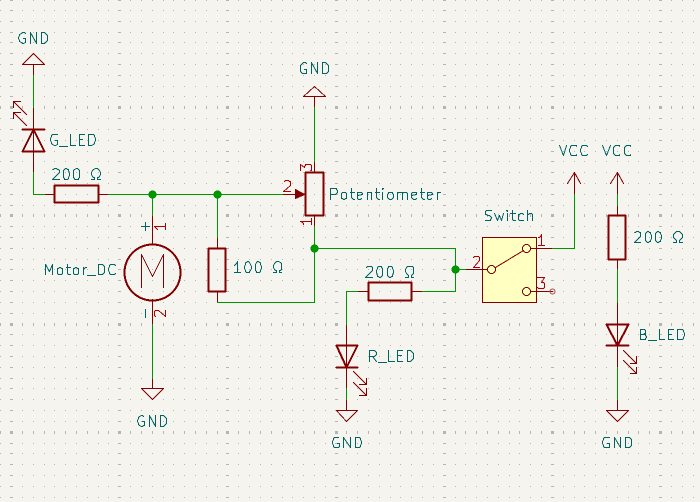 GND
GND
G_LED
200 Ω
VCC
VCC
3
2
Potentiometer
1
Switch
+
1
Motor_DC
M
100 Ω
200 Ω
2
1
3
200 Ω
−
2
R_LED
B_LED
GND
GND
GND